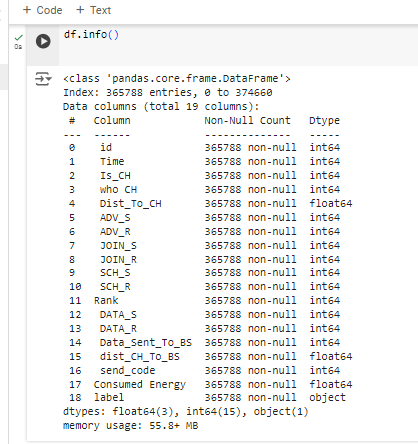 + Code + Text
df.info()
0s
<class 'pandas.core.frame.DataFrame'>
Index: 365788 entries, 0 to 374660
Data columns (total 19 columns):
 #   Column           Non-Null Count   Dtype
---  ------           --------------   -----
 0    id              365788 non-null  int64
 1    Time            365788 non-null  int64
 2    Is_CH           365788 non-null  int64
 3    who CH          365788 non-null  int64
 4    Dist_To_CH      365788 non-null  float64
 5    ADV_S           365788 non-null  int64
 6    ADV_R           365788 non-null  int64
 7    JOIN_S          365788 non-null  int64
 8    JOIN_R          365788 non-null  int64
 9    SCH_S           365788 non-null  int64
 10   SCH_R           365788 non-null  int64
 11  Rank             365788 non-null  int64
 12   DATA_S          365788 non-null  int64
 13   DATA_R          365788 non-null  int64
 14   Data_Sent_To_BS  365788 non-null  int64
 15   dist_CH_To_BS   365788 non-null  float64
 16   send_code       365788 non-null  int64
 17  Consumed Energy  365788 non-null  float64
 18   label           365788 non-null  object
dtypes: float64(3), int64(15), object(1)
memory usage: 55.8+ MB